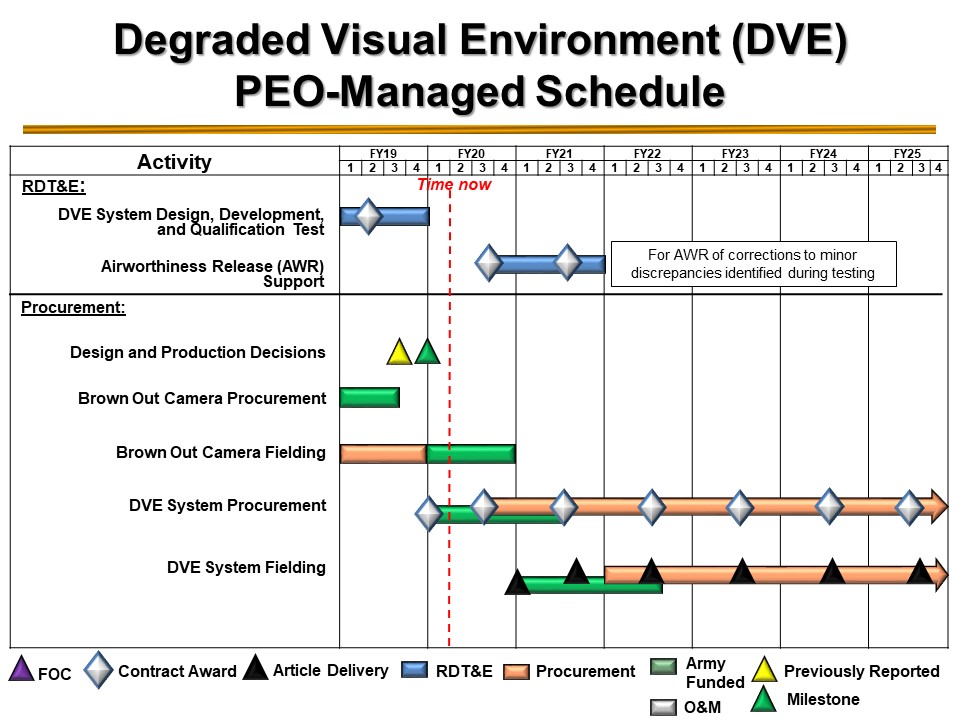 Degraded Visual Environment (DVE)
PEO-Managed Schedule
Activity
FY19 FY20 FY21 FY22 FY23 FY24 FY25
1 2 3 4 1 2 3 4 1 2 3 4 1 2 3 4 1 2 3 4 1 2 3 4 1 2 3 4
RDT&E:
Time now
DVE System Design, Development,
and Qualification Test
Airworthiness Release (AWR)
Support
For AWR of corrections to minor
discrepancies identified during testing
Procurement:
Design and Production Decisions
Brown Out Camera Procurement
Brown Out Camera Fielding
DVE System Procurement
DVE System Fielding
FOC
Contract Award
Article Delivery
RDT&E
Procurement
Army
Funded
O&M
Previously Reported
Milestone